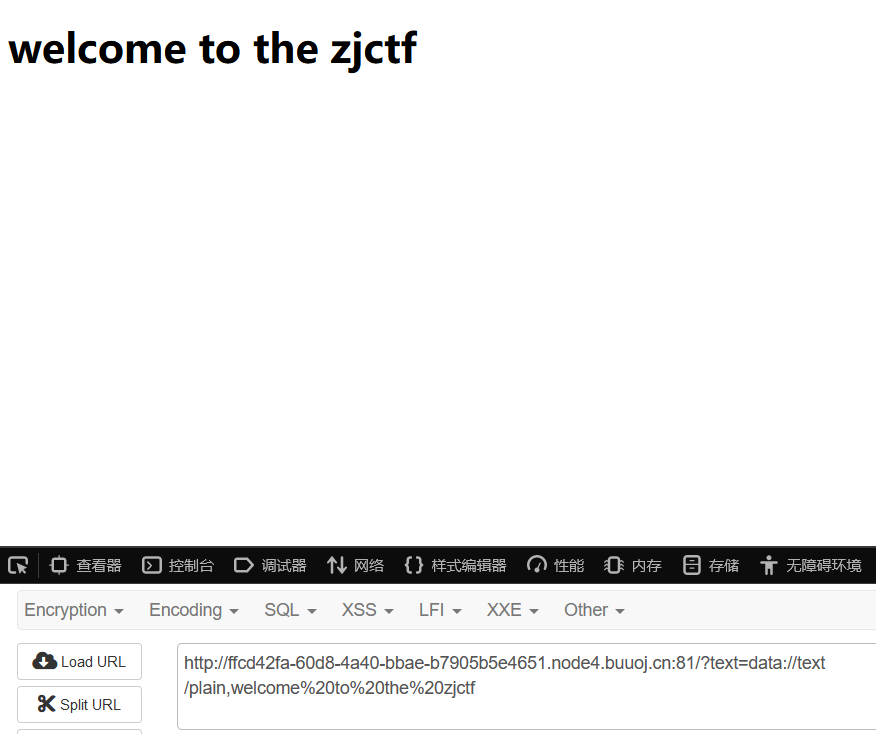 welcome to the zjctf
查看器 控制台 调试器 网络 {} 样式编辑器 性能 内存 存储 无障碍环境
Encryption Encoding SQL XSS LFI XXE Other
Load URL
http://ffcd42fa-60d8-4a40-bbae-b7905b5e4651.node4.buuoj.cn:81/?text=data://text
/plain,welcome%20to%20the%20zjctf
Split URL